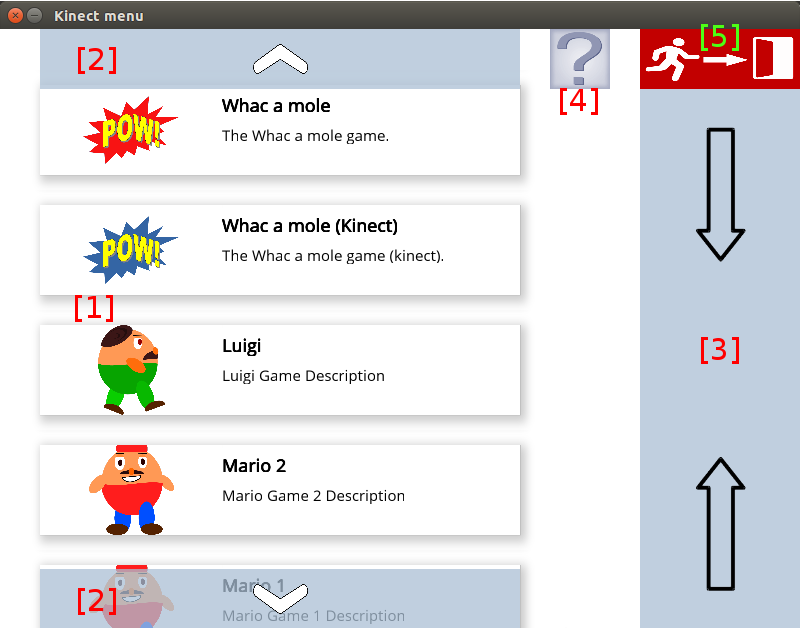 Kinect menu
[2]
[5]
[4]
POW!
Whac a mole
The Whac a mole game.
POW!
Whac a mole (Kinect)
The Whac a mole game (kinect).
[1]
[3]
Luigi
Luigi Game Description
Mario 2
Mario Game 2 Description
[2]
Mario 1
Mario Game 1 Description
?